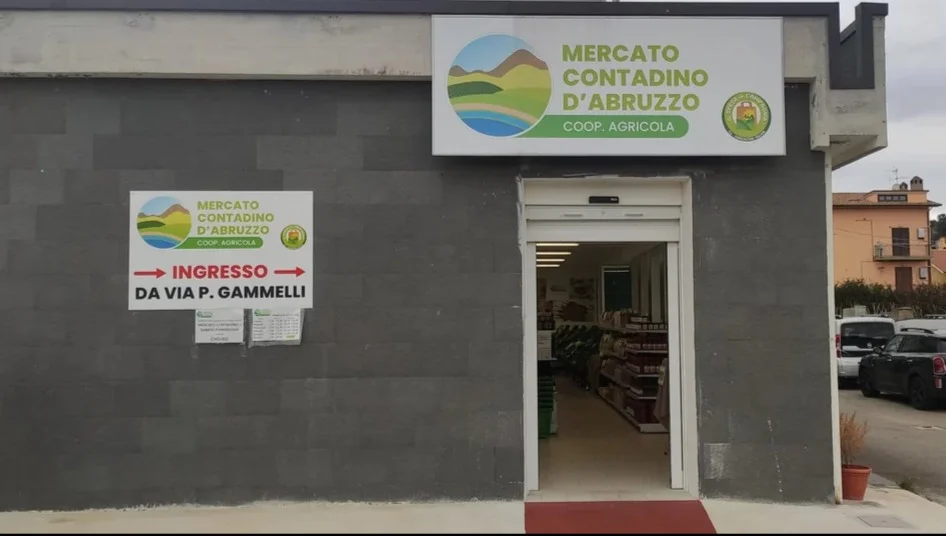 MERCATO
CONTADINO
D'ABRUZZO
COOP. AGRICOLA
MERCATO
CONTADINO
D'ABRUZZO
COOP. AGRICOLA
INGRESSO
DA VIA P. GAMMELLI